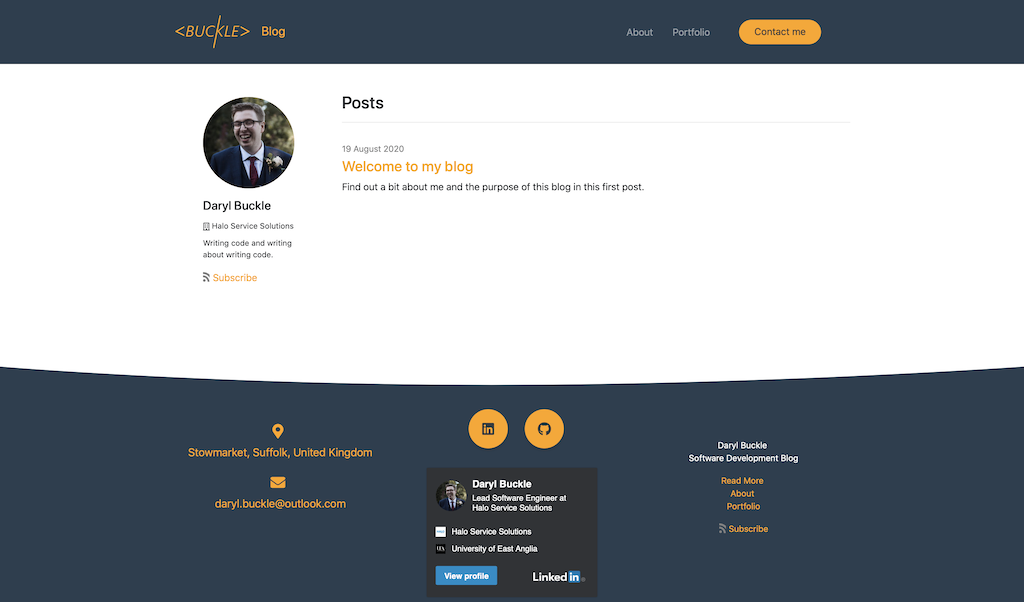 <BUCKLE> Blog
About
Portfolio
Contact me
Posts
19 August 2020
Welcome to my blog
Find out a bit about me and the purpose of this blog in this first post.
Daryl Buckle
Halo Service Solutions
Writing code and writing
about writing code.
Subscribe
Stowmarket, Suffolk, United Kingdom
daryl.buckle@outlook.com
in
Daryl Buckle
Lead Software Engineer at
Halo Service Solutions
Halo Service Solutions
University of East Anglia
View profile
Linked in
Daryl Buckle
Software Development Blog
Read More
About
Portfolio
Subscribe